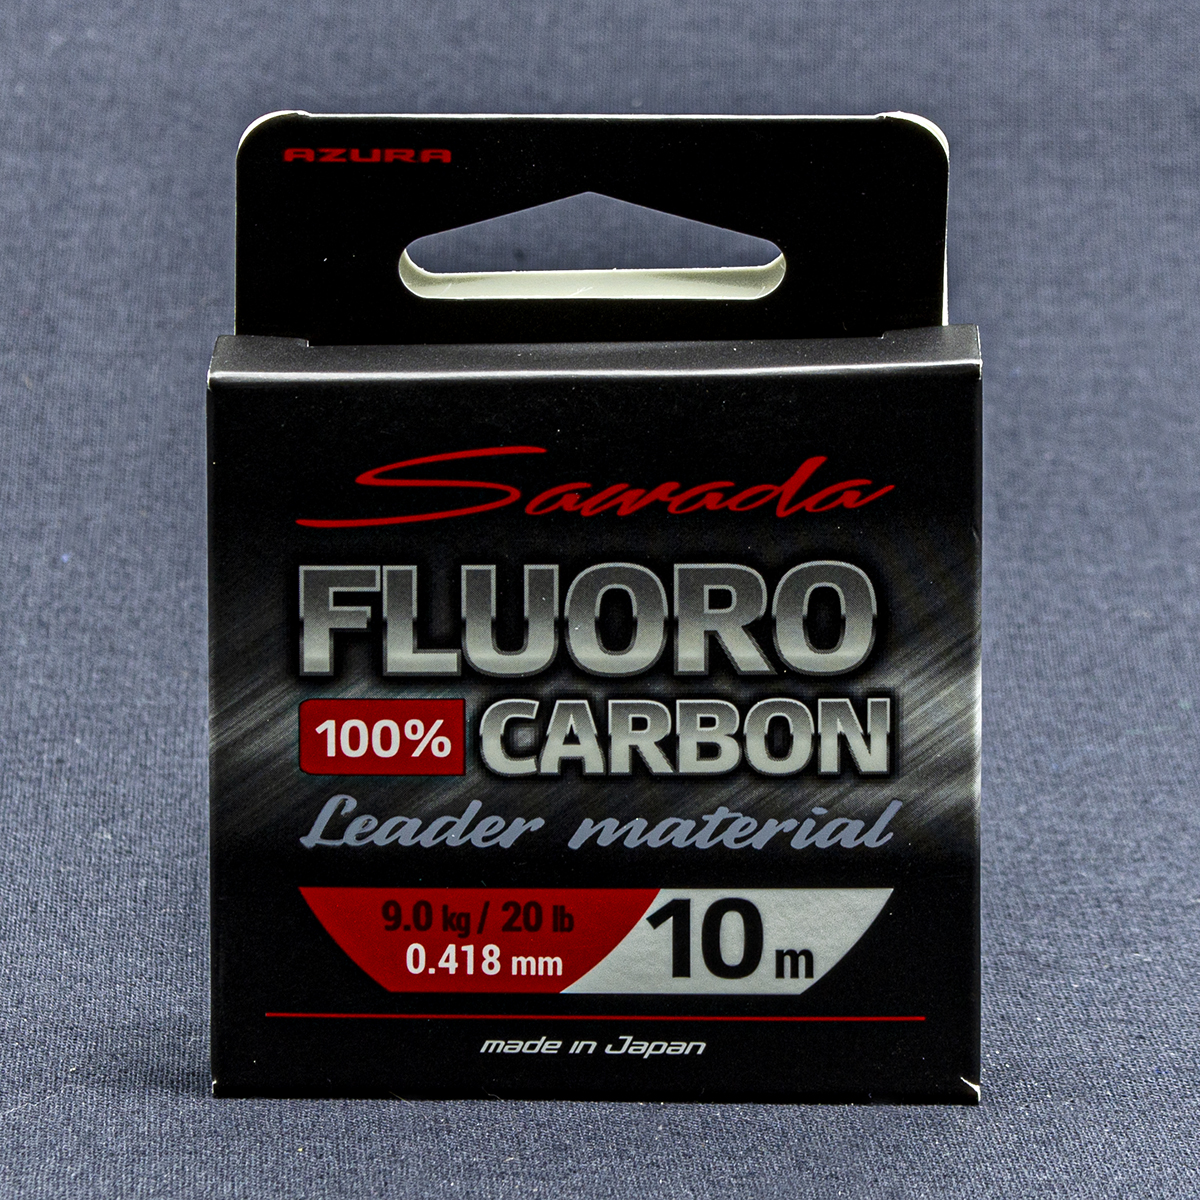 AZURA
Sawada
FLUORO
100% CARBON
Leader material
9.0 kg / 20 lb
0.418 mm
10 m
made in Japan